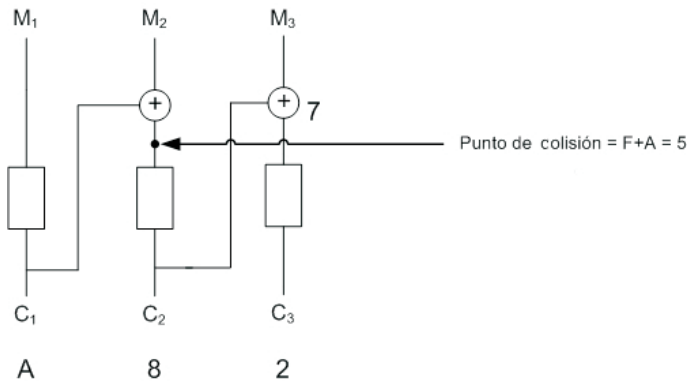 M₁ M₂ M₃
+ + 7
Punto de colisión = F+A = 5
C₁ C₂ C₃
A 8 2